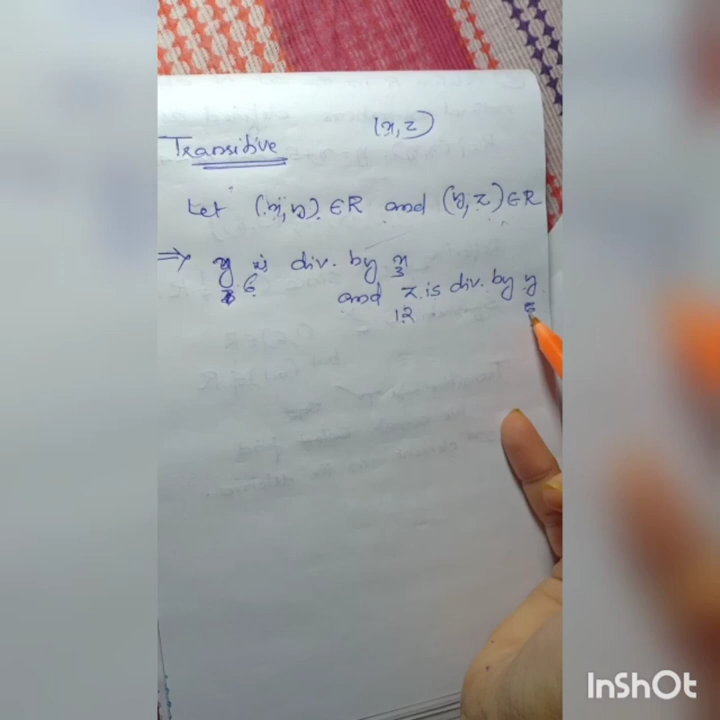 (x, z)
Transitive
Let (x, y) ∈ R and (y, z) ∈ R
⇒ y is div. by x
6 3
and z is div. by y
12 6
InShOt